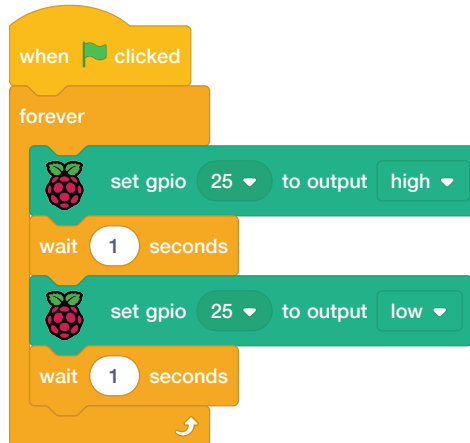 when clicked
forever
set gpio 25 to output high
wait 1 seconds
set gpio 25 to output low
wait 1 seconds